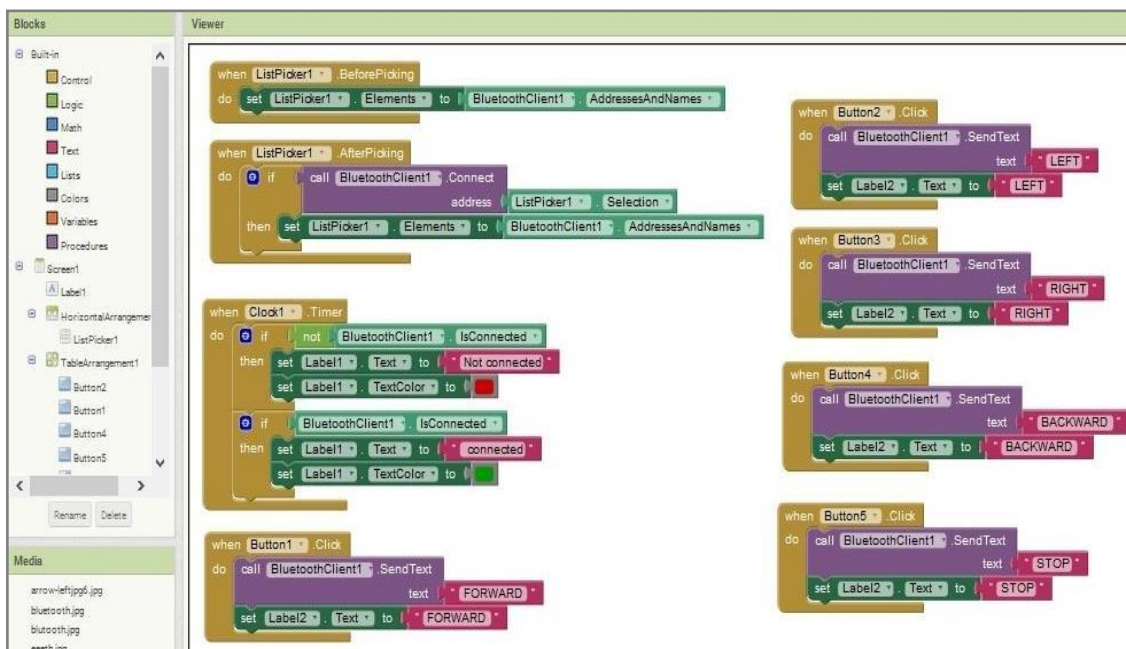 Blocks
Built-in
Control
Logic
Math
Text
Lists
Colors
Variables
Procedures
Screen1
Label1
HorizontalArrangemer
ListPicker1
TableArrangement1
Button2
Button1
Button4
Button5
Rename Delete
Media
arrow-leftjpg6.jpg
bluetooth.jpg
blutooth.jpg
Viewer
when ListPicker1 .BeforePicking
do set ListPicker1 . Elements to BluetoothClient1 . AddressesAndNames
when ListPicker1 .AfterPicking
do if call BluetoothClient1 .Connect
address ListPicker1 . Selection
then set ListPicker1 . Elements to BluetoothClient1 . AddressesAndNames
when Clock1 .Timer
do if not BluetoothClient1 . IsConnected
then set Label1 . Text to " Not connected "
set Label1 . TextColor to
if BluetoothClient1 . IsConnected
then set Label1 . Text to " connected "
set Label1 . TextColor to
when Button1 .Click
do call BluetoothClient1 .SendText
text " FORWARD "
set Label2 . Text to " FORWARD "
when Button2 .Click
do call BluetoothClient1 .SendText
text " LEFT "
set Label2 . Text to " LEFT "
when Button3 .Click
do call BluetoothClient1 .SendText
text " RIGHT "
set Label2 . Text to " RIGHT "
when Button4 .Click
do call BluetoothClient1 .SendText
text " BACKWARD "
set Label2 . Text to " BACKWARD "
when Button5 .Click
do call BluetoothClient1 .SendText
text " STOP "
set Label2 . Text to " STOP "